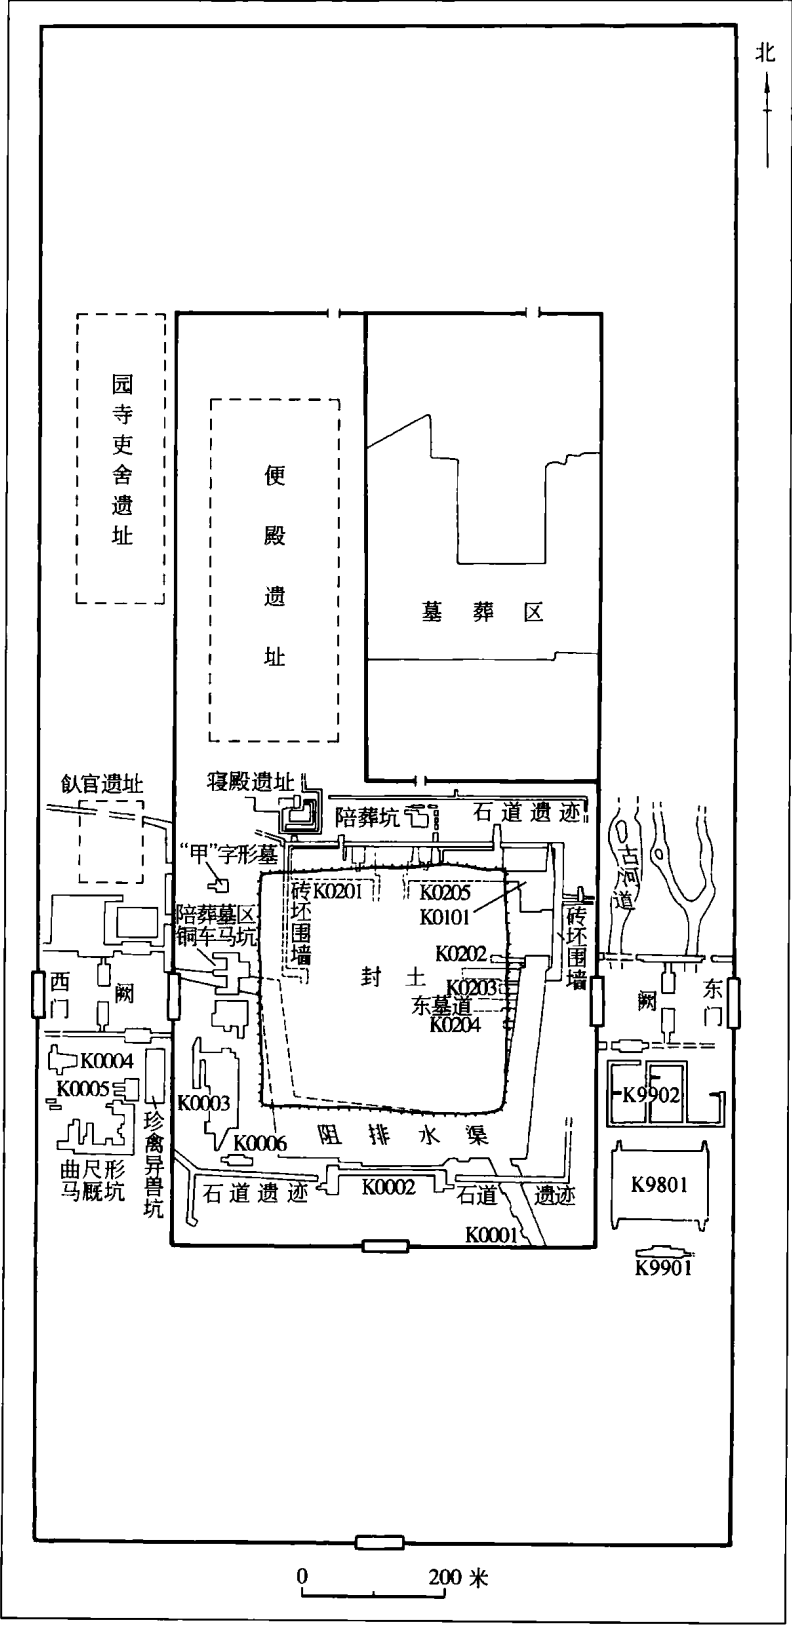 北
园寺吏舍遗址
便殿遗址
墓葬区
飤官遗址
寝殿遗址
陪葬坑
石道遗迹
“甲”字形墓
古河道
砖坯围墙
K0201
K0205
K0101
陪葬墓区
铜车马坑
砖坯围墙
K0202
封土
K0203
东墓道
K0204
西门
阙
阙
东门
K0004
K0005
K0003
K9902
珍禽异兽坑
阻排水渠
K0006
曲尺形
马厩坑
石道遗迹
K0002
石道
遗迹
K9801
K0001
K9901
0
200 米